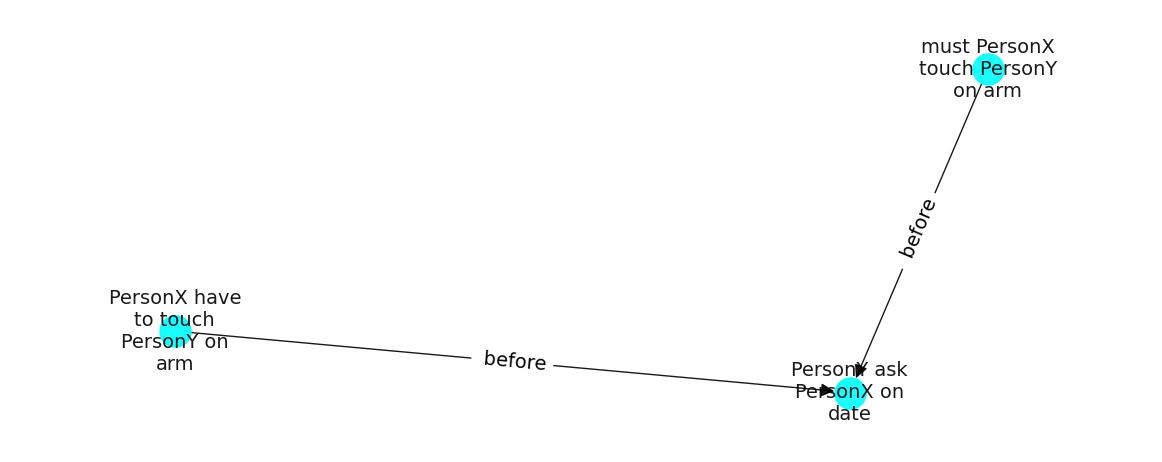 must PersonX
touch PersonY
on arm
before
PersonX have
to touch
PersonY on
arm
before
PersonY ask
PersonX on
date